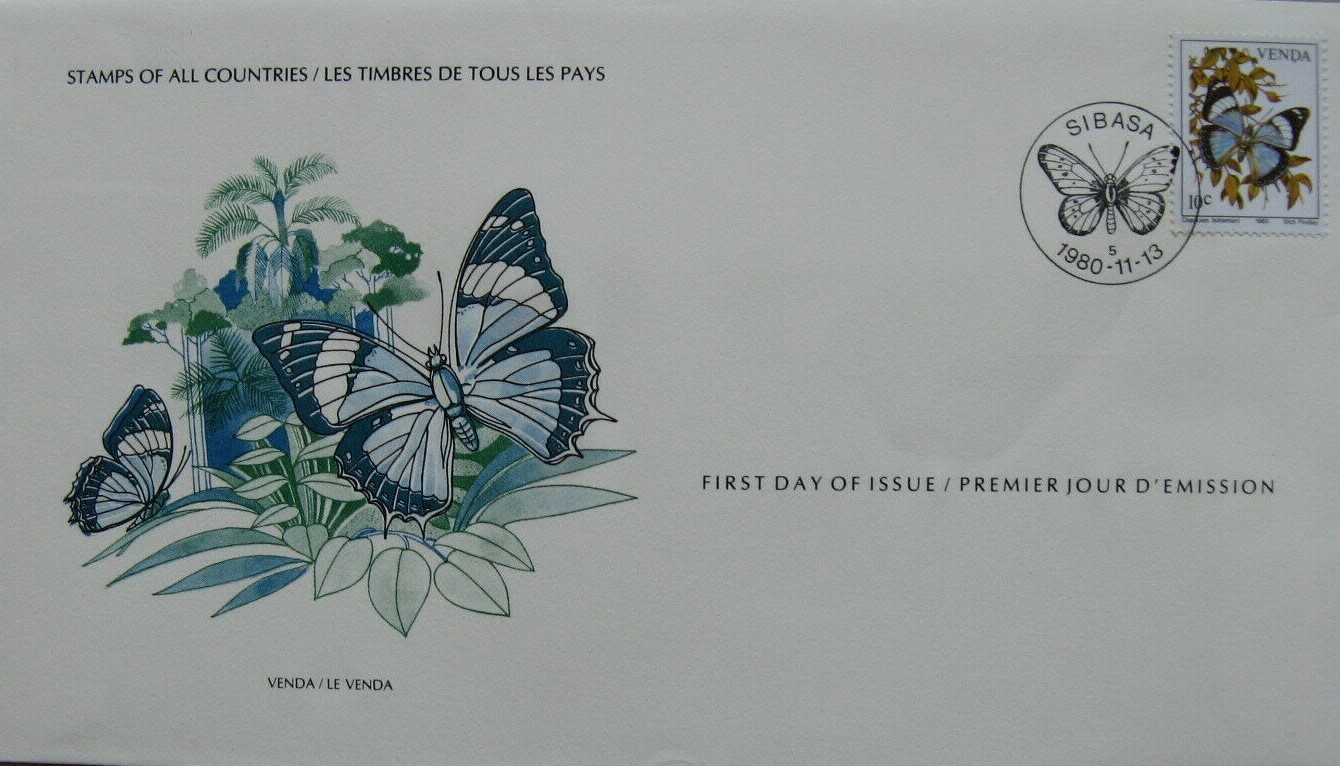 STAMPS OF ALL COUNTRIES / LES TIMBRES DE TOUS LES PAYS
VENDA
10c
1980
SIBASA
5
1980-11-13
FIRST DAY OF ISSUE / PREMIER JOUR D'EMISSION
VENDA / LE VENDA